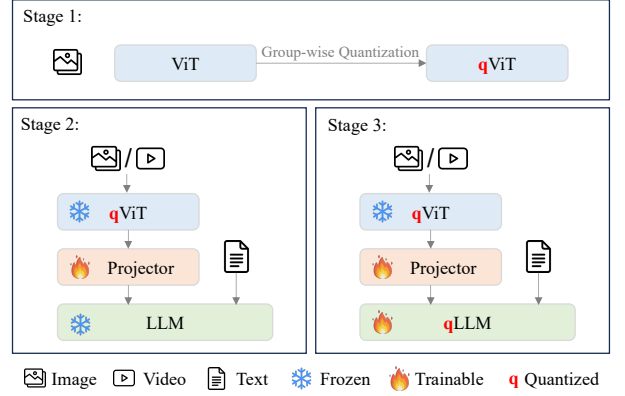 Stage 1:
ViT
Group-wise Quantization
qViT
Stage 2:
qViT
Projector
LLM
Stage 3:
qViT
Projector
qLLM
Image Video Text Frozen Trainable q Quantized